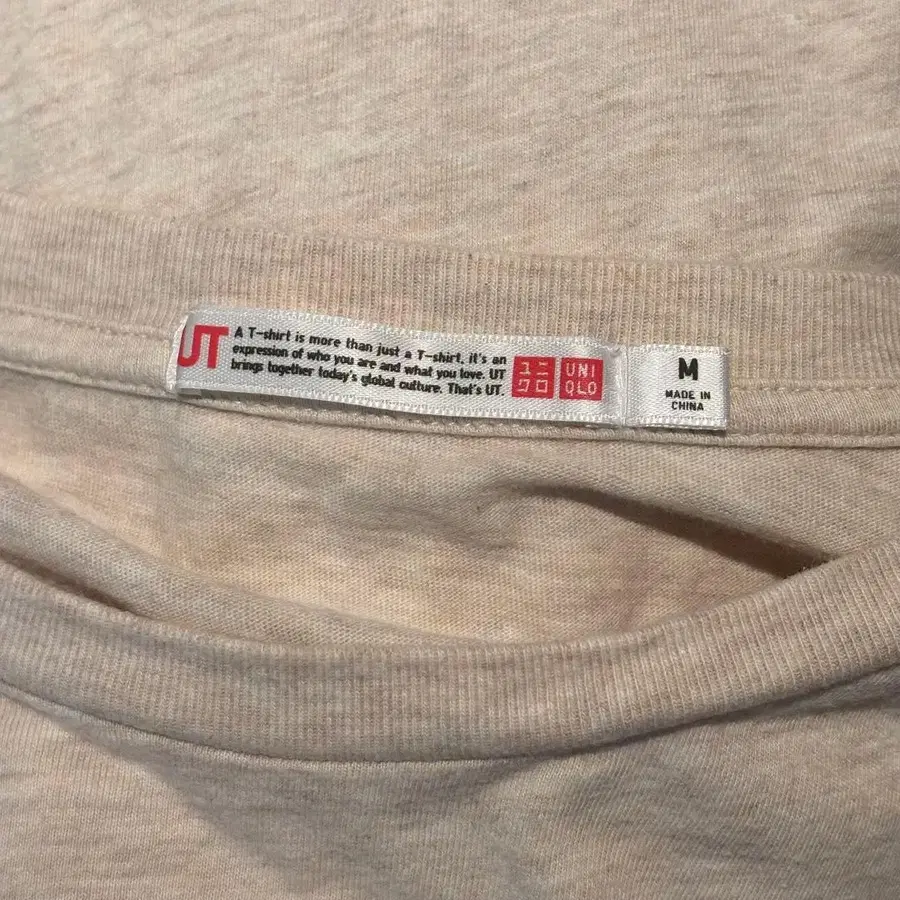 UT
A T-shirt is more than just a T-shirt, it's an
expression of who you are and what you love. UT
brings together today's global culture. That's UT.
ユニ
クロ
UNI
QLO
M
MADE IN
CHINA